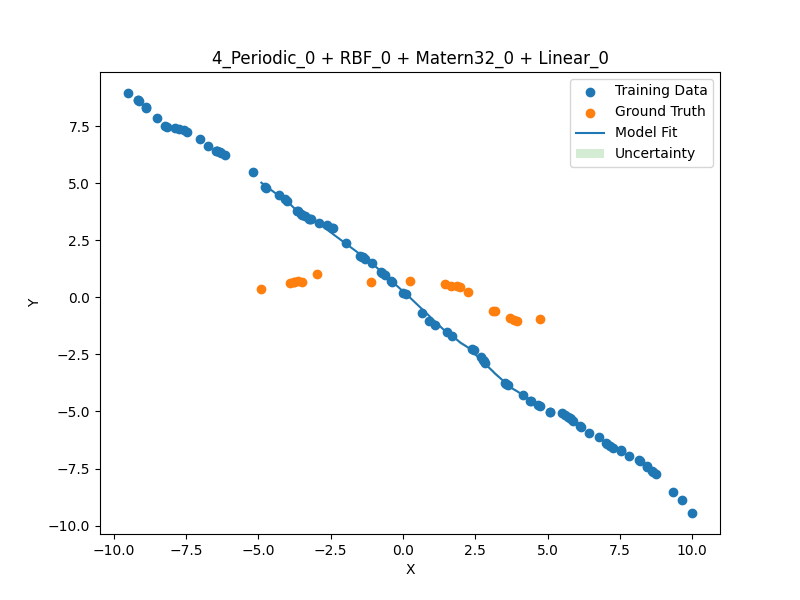 4_Periodic_0 + RBF_0 + Matern32_0 + Linear_0
Training Data
Ground Truth
Model Fit
Uncertainty
Y
7.5
5.0
2.5
0.0
−2.5
−5.0
−7.5
−10.0
−10.0 −7.5 −5.0 −2.5 0.0 2.5 5.0 7.5 10.0
X